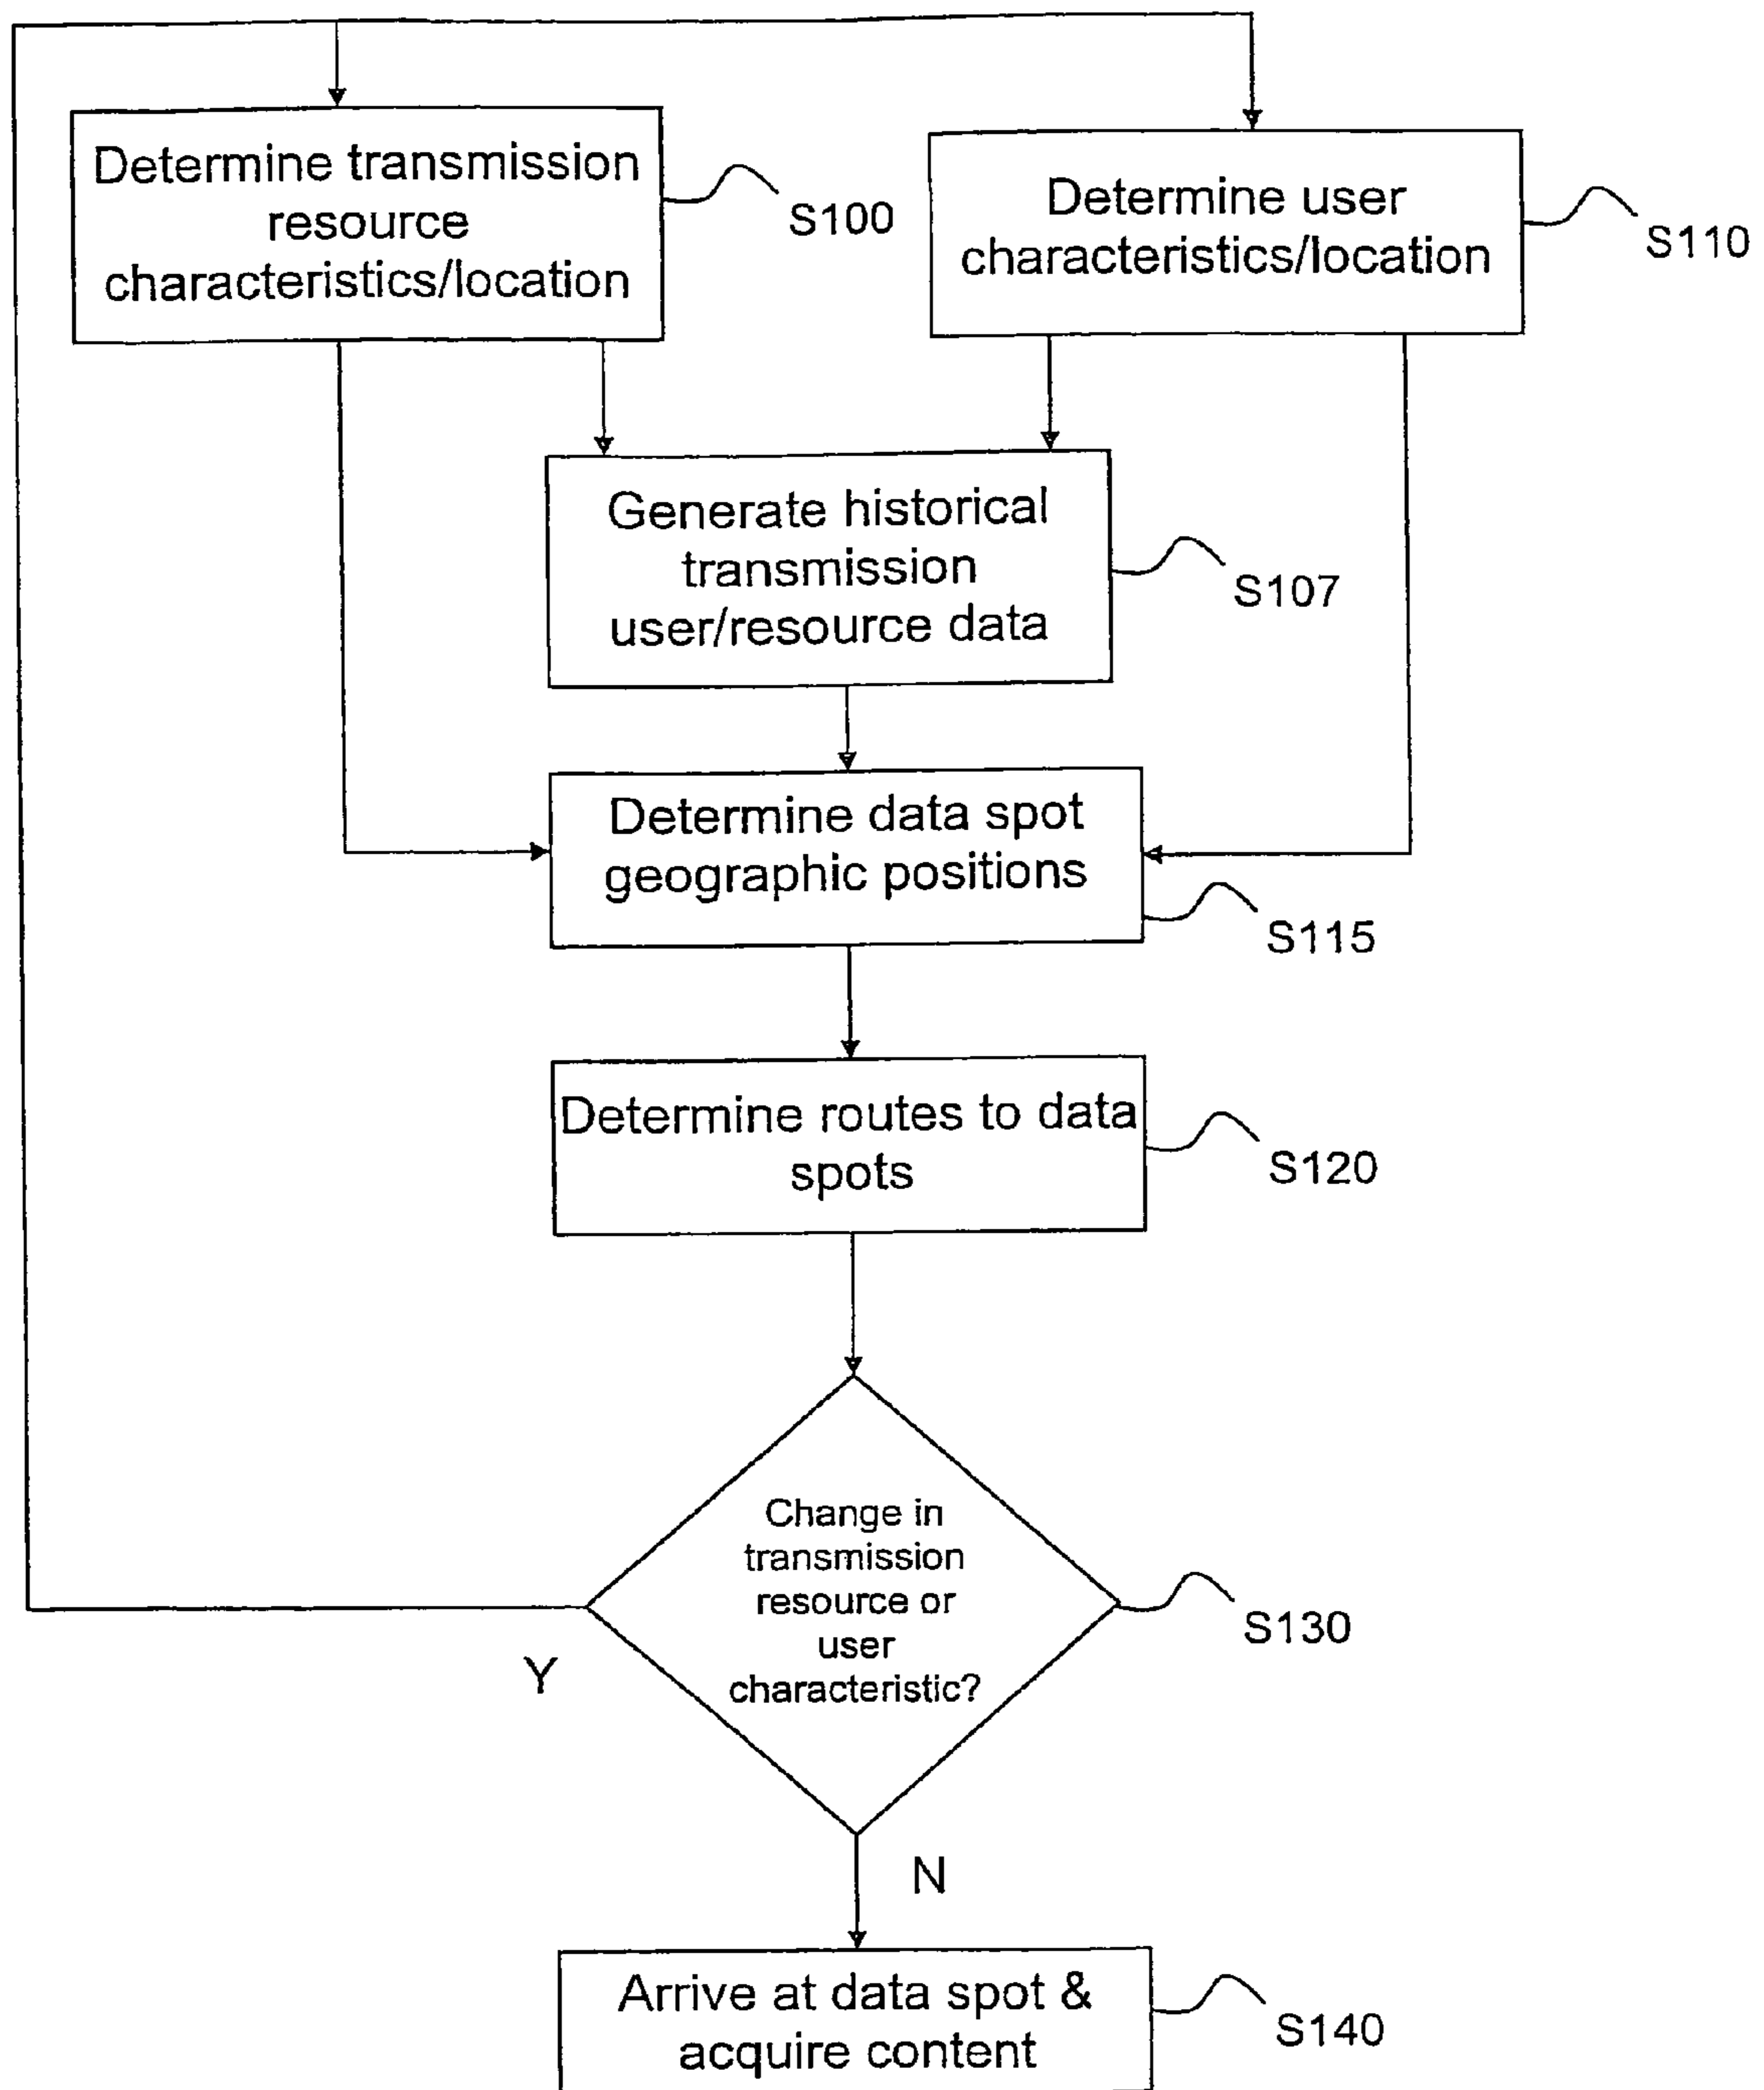 Determine transmission
resource
characteristics/location
S100
Determine user
characteristics/location
S110
Generate historical
transmission
user/resource data
S107
Determine data spot
geographic positions
S115
Determine routes to data
spots
S120
Change in
transmission
resource or
user
characteristic?
S130
Y
N
Arrive at data spot &
acquire content
S140